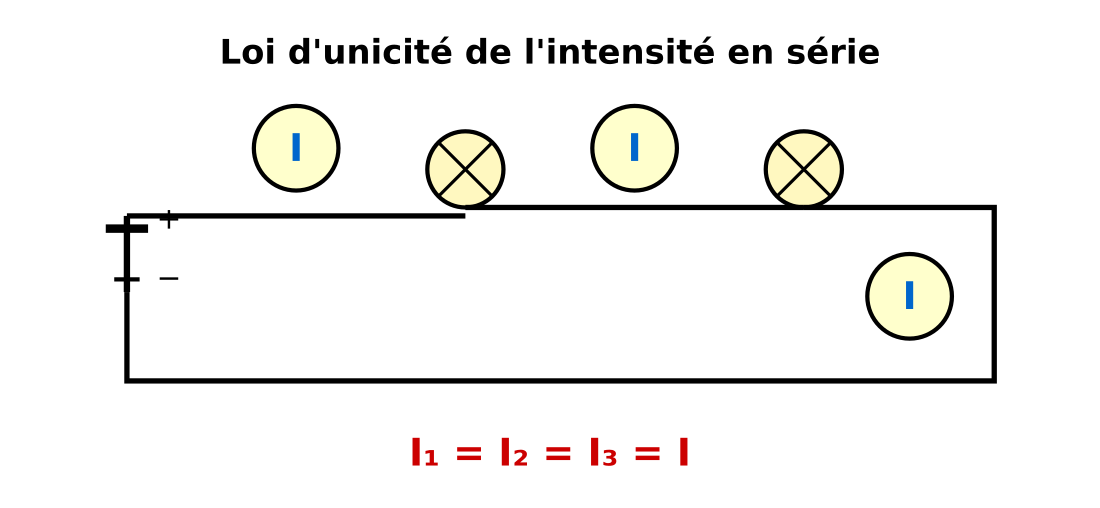 Loi d'unicité de l'intensité en série
I I
+
−
I
I₁ = I₂ = I₃ = I